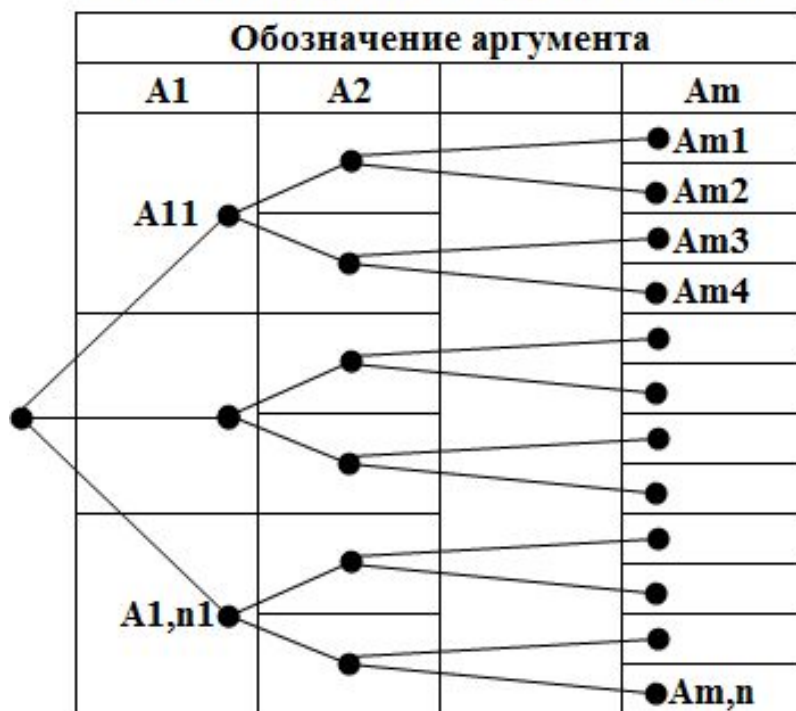 Обозначение аргумента
A1 A2 Am
Am1
Am2
A11 Am3
Am4
A1,n1
Am,n